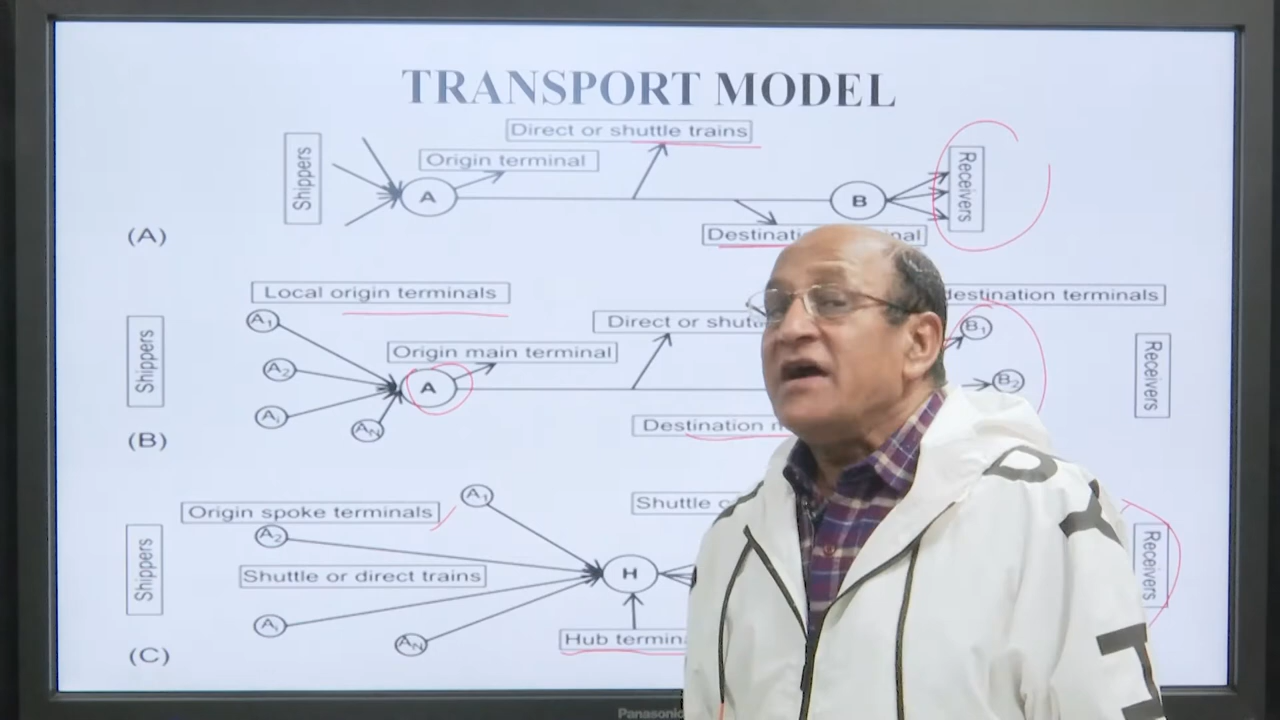 TRANSPORT MODEL
Direct or shuttle trains
Shippers
Origin terminal
Receivers
A
B
(A)
Local origin terminals
destination terminals
A1
Direct or
B1
Shippers
Origin main terminal
Receivers
A2
A
B2
Ai
Destination
AN
(B)
A1
Shuttle
Origin spoke terminals
A2
Shippers
Receivers
Shuttle or direct trains
H
Ai
AN
Hub
(C)
Panasonic